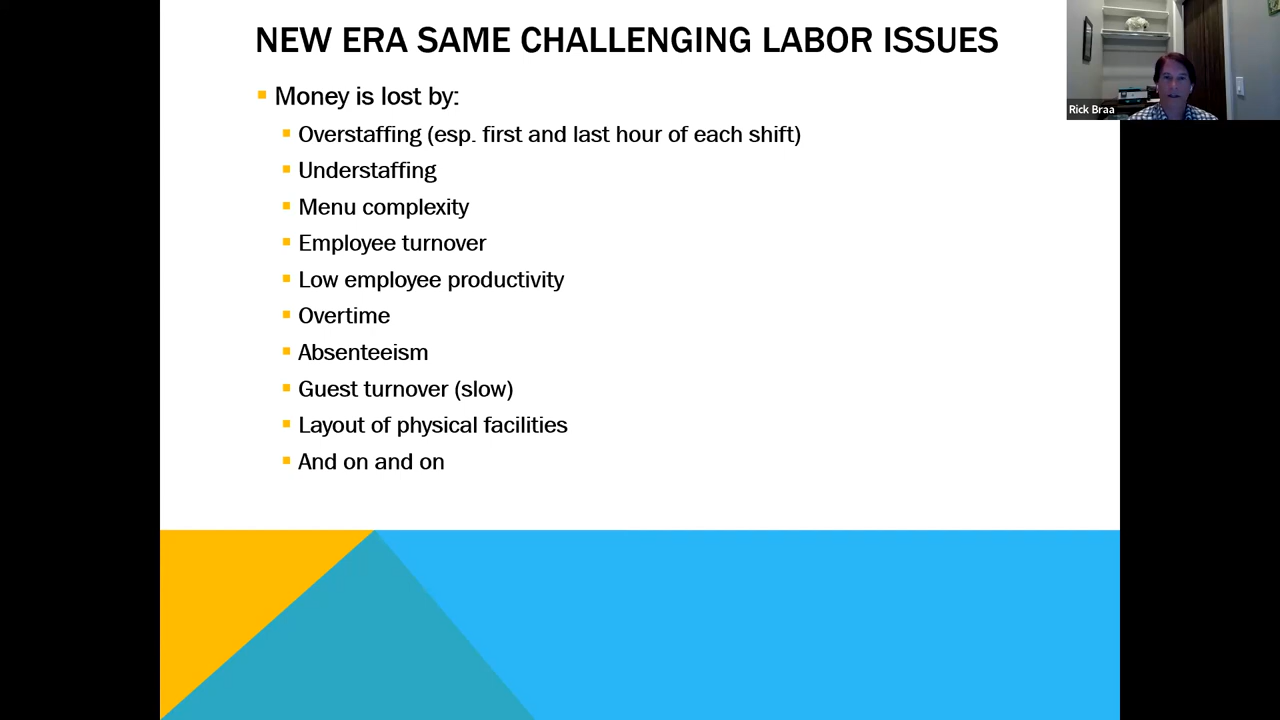 NEW ERA SAME CHALLENGING LABOR ISSUES
Money is lost by:
Overstaffing (esp. first and last hour of each shift)
Understaffing
Menu complexity
Employee turnover
Low employee productivity
Overtime
Absenteeism
Guest turnover (slow)
Layout of physical facilities
And on and on
Rick Braa